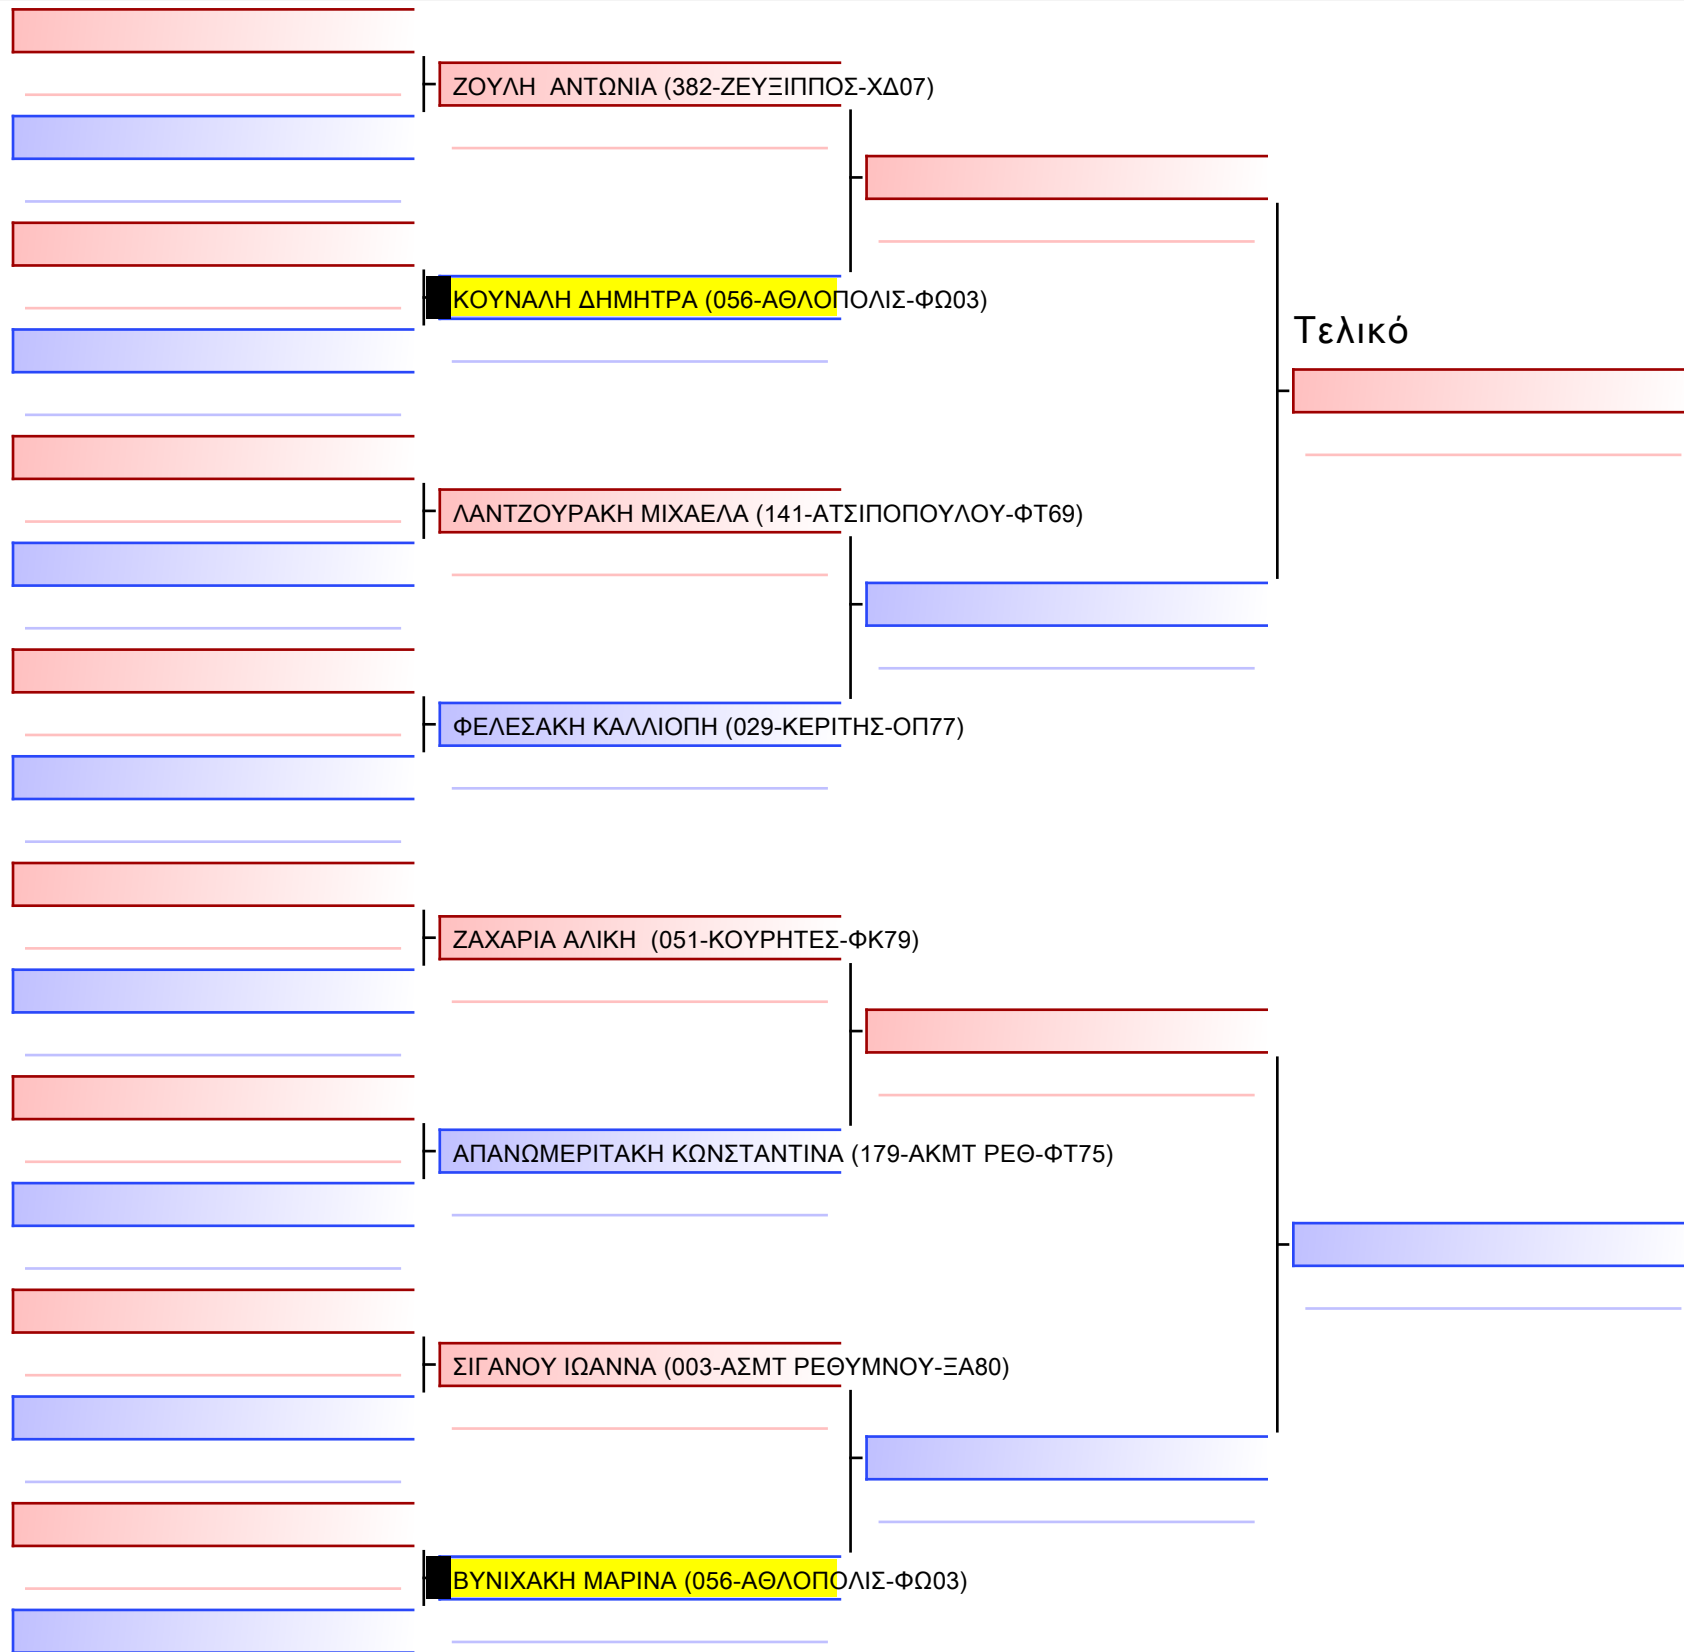 ΖΟΥΛΗ  ΑΝΤΩΝΙΑ (382-ΖΕΥΞΙΠΠΟΣ-ΧΔ07)
ΚΟΥΝΑΛΗ ΔΗΜΗΤΡΑ (056-ΑΘΛΟΠΟΛΙΣ-ΦΩ03)
Τελικό
ΛΑΝΤΖΟΥΡΑΚΗ ΜΙΧΑΕΛΑ (141-ΑΤΣΙΠΟΠΟΥΛΟΥ-ΦΤ69)
ΦΕΛΕΣΑΚΗ ΚΑΛΛΙΟΠΗ (029-ΚΕΡΙΤΗΣ-ΟΠ77)
ΖΑΧΑΡΙΑ ΑΛΙΚΗ  (051-ΚΟΥΡΗΤΕΣ-ΦΚ79)
ΑΠΑΝΩΜΕΡΙΤΑΚΗ ΚΩΝΣΤΑΝΤΙΝΑ (179-ΑΚΜΤ ΡΕΘ-ΦΤ75)
ΣΙΓΑΝΟΥ ΙΩΑΝΝΑ (003-ΑΣΜΤ ΡΕΘΥΜΝΟΥ-ΞΑ80)
ΒΥΝΙΧΑΚΗ ΜΑΡΙΝΑ (056-ΑΘΛΟΠΟΛΙΣ-ΦΩ03)